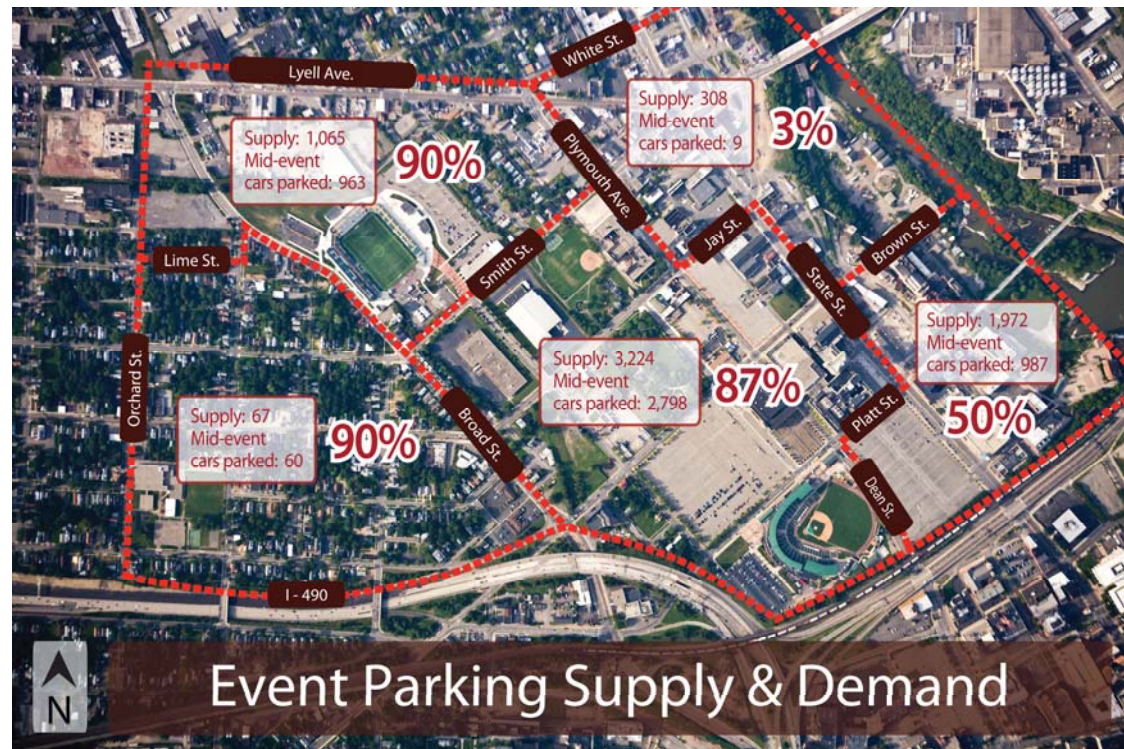 White St.
Lyell Ave.
Supply: 308
Mid-event
cars parked: 9
3%
Supply: 1,065
Mid-event
cars parked: 963
90%
Plymouth Ave.
Jay St.
Brown St.
Smith St.
Lime St.
State St.
Supply: 1,972
Mid-event
cars parked: 987
50%
Supply: 3,224
Mid-event
cars parked: 2,798
87%
Orchard St.
Supply: 67
Mid-event
cars parked: 60
90%
Broad St.
Platt St.
Dean St.
I - 490
N
Event Parking Supply & Demand